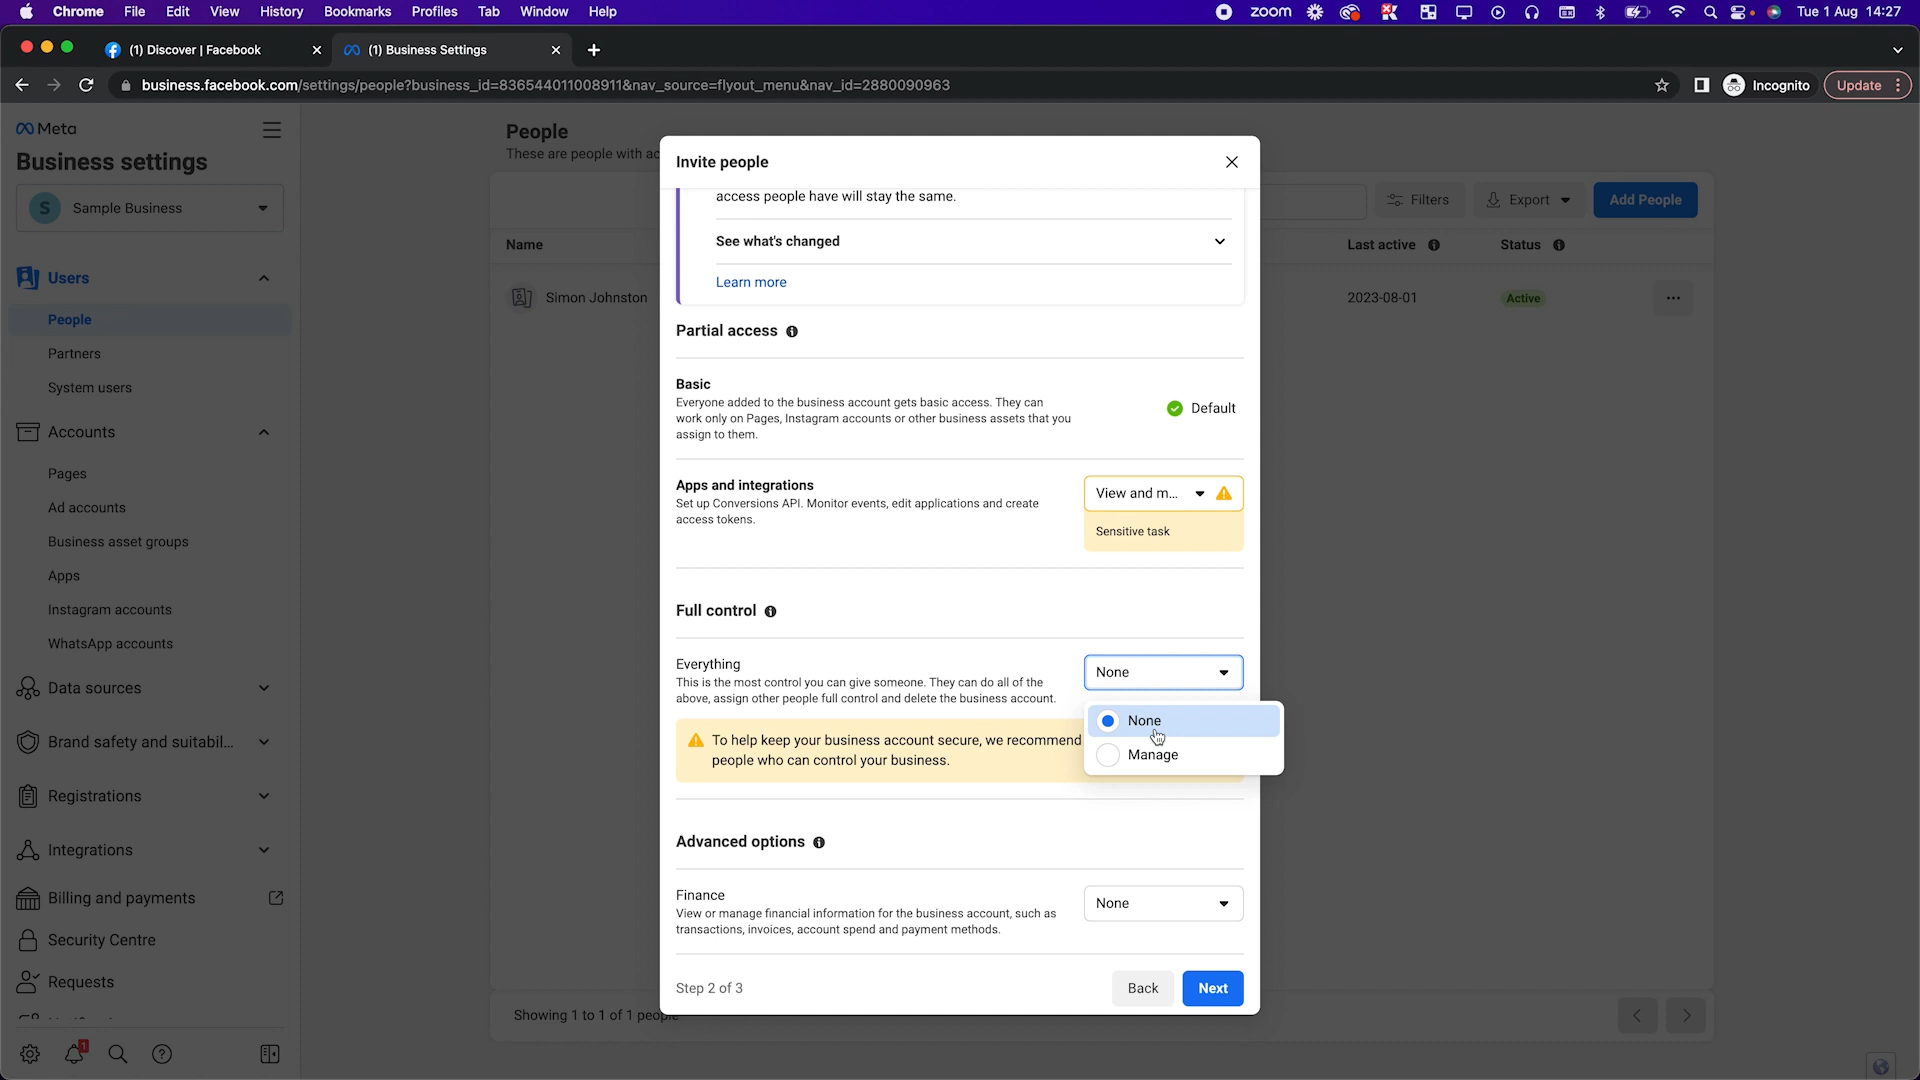 Chrome File Edit View History Bookmarks Profiles Tab Window Help zoom Tue 1 Aug 14:27
(1) Discover | Facebook (1) Business Settings
business.facebook.com/settings/people?business_id=836544011008911&nav_source=flyout_menu&nav_id=2880090963 Incognito Update
Meta
Business settings
S Sample Business
Users
People
Partners
System users
Accounts
Pages
Ad accounts
Business asset groups
Apps
Instagram accounts
WhatsApp accounts
Data sources
Brand safety and suitabil...
Registrations
Integrations
Billing and payments
Security Centre
Requests
1
People
These are people with ac
Filters Export Add People
Name Last active Status
Simon Johnston 2023-08-01 Active
Showing 1 to 1 of 1 people
Invite people
access people have will stay the same.
See what's changed
Learn more
Partial access
Basic
Everyone added to the business account gets basic access. They can
work only on Pages, Instagram accounts or other business assets that you
assign to them.
Default
Apps and integrations
Set up Conversions API. Monitor events, edit applications and create
access tokens.
View and m...
Sensitive task
Full control
Everything
This is the most control you can give someone. They can do all of the
above, assign other people full control and delete the business account.
None
None
Manage
To help keep your business account secure, we recommend
people who can control your business.
Advanced options
Finance
View or manage financial information for the business account, such as
transactions, invoices, account spend and payment methods.
None
Step 2 of 3 Back Next